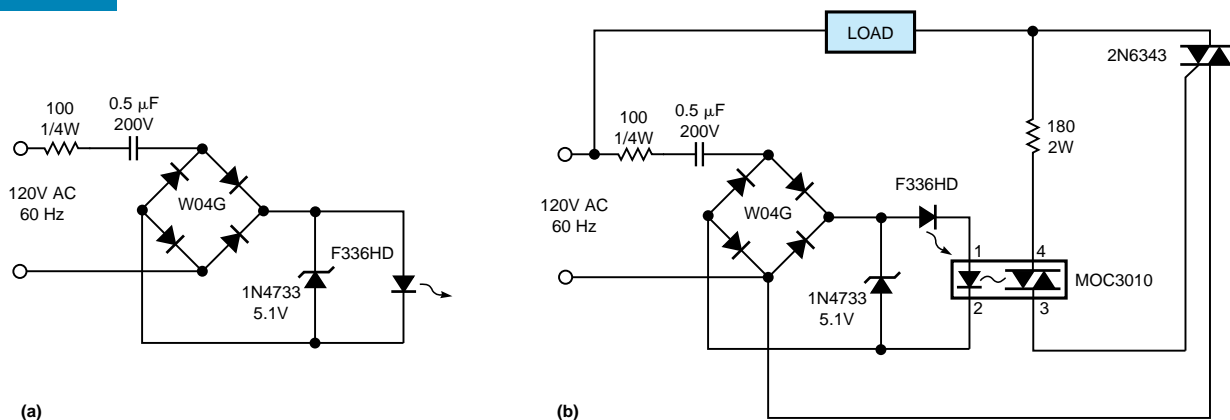 100
1/4W
0.5 μF
200V
120V AC
60 Hz
W04G
F336HD
1N4733
5.1V
(a)
LOAD
2N6343
100
1/4W
0.5 μF
200V
180
2W
F336HD
120V AC
60 Hz
W04G
1
4
MOC3010
1N4733
5.1V
2
3
(b)